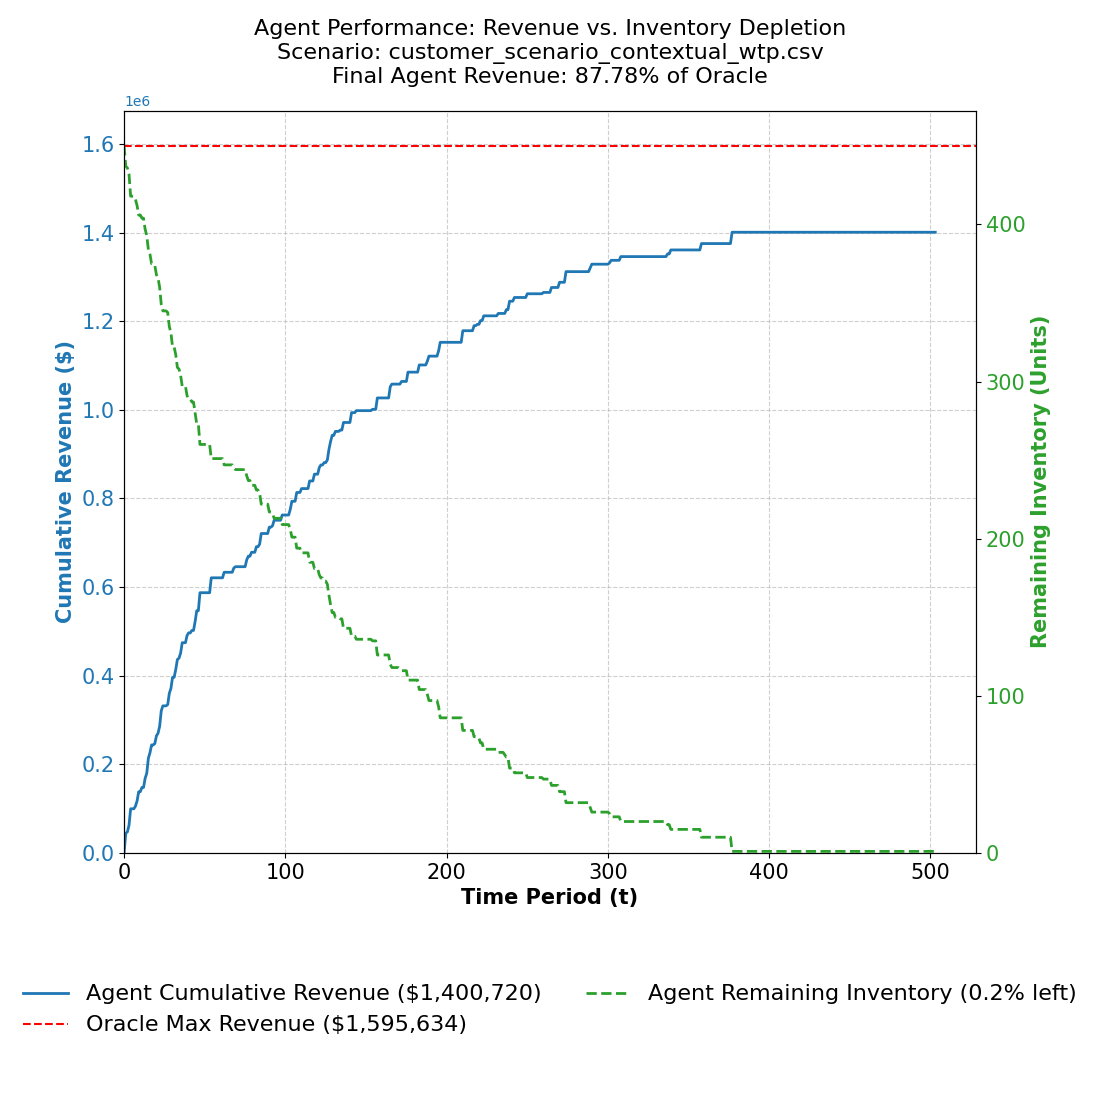 Agent Performance: Revenue vs. Inventory Depletion
Scenario: customer_scenario_contextual_wtp.csv
Final Agent Revenue: 87.78% of Oracle
1e6
1.6
1.4
1.2
1.0
0.8
0.6
0.4
0.2
0.0
Cumulative Revenue ($)
400
300
200
100
0
Remaining Inventory (Units)
0 100 200 300 400 500
Time Period (t)
Agent Cumulative Revenue ($1,400,720)
Oracle Max Revenue ($1,595,634)
Agent Remaining Inventory (0.2% left)